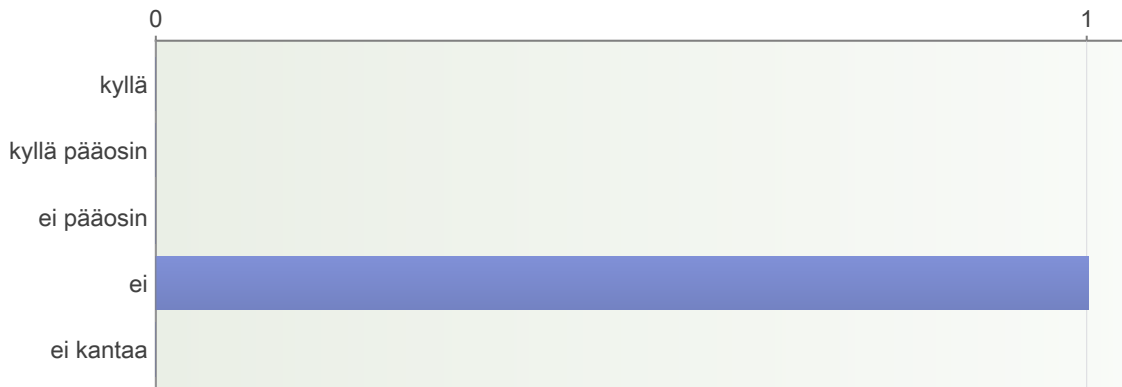 0 1
kyllä
kyllä pääosin
ei pääosin
ei
ei kantaa